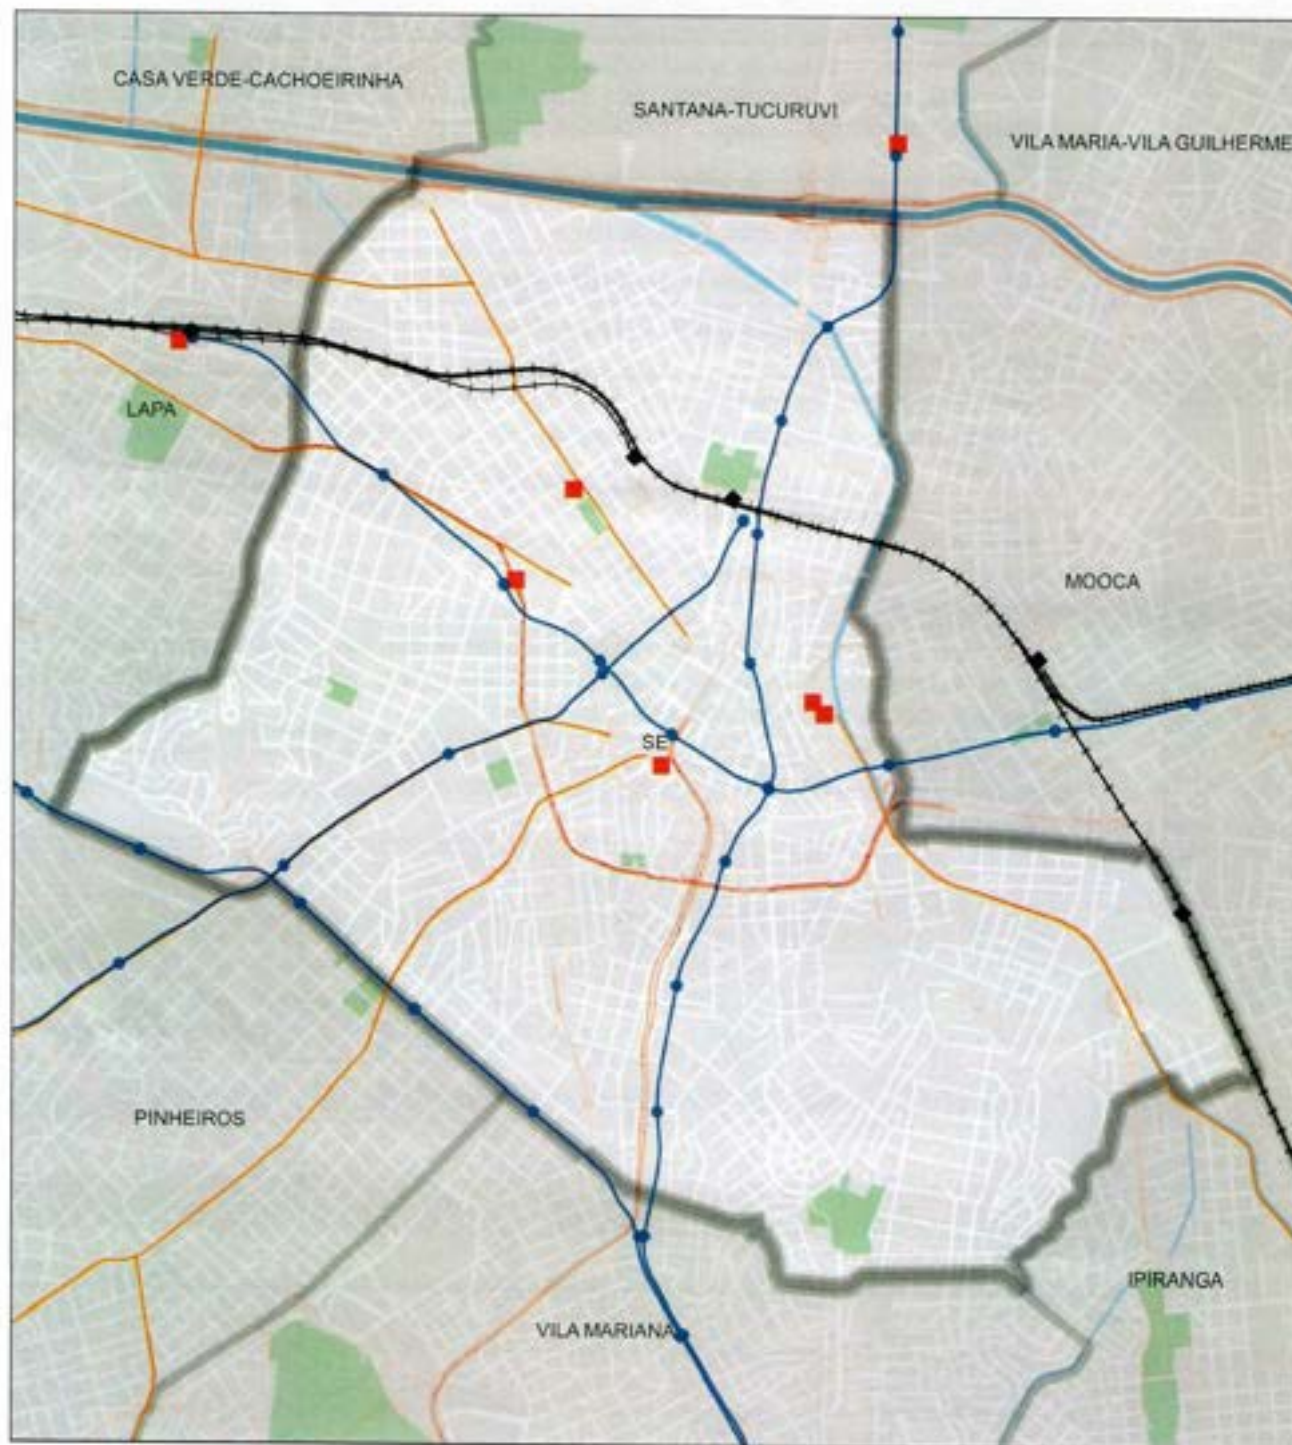 CASA VERDE-CACHOEIRINHA
SANTANA-TUCURUVI
VILA MARIA-VILA GUILHERME
LAPA
MOOCA
SE
PINHEIROS
IPIRANGA
VILA MARIANA